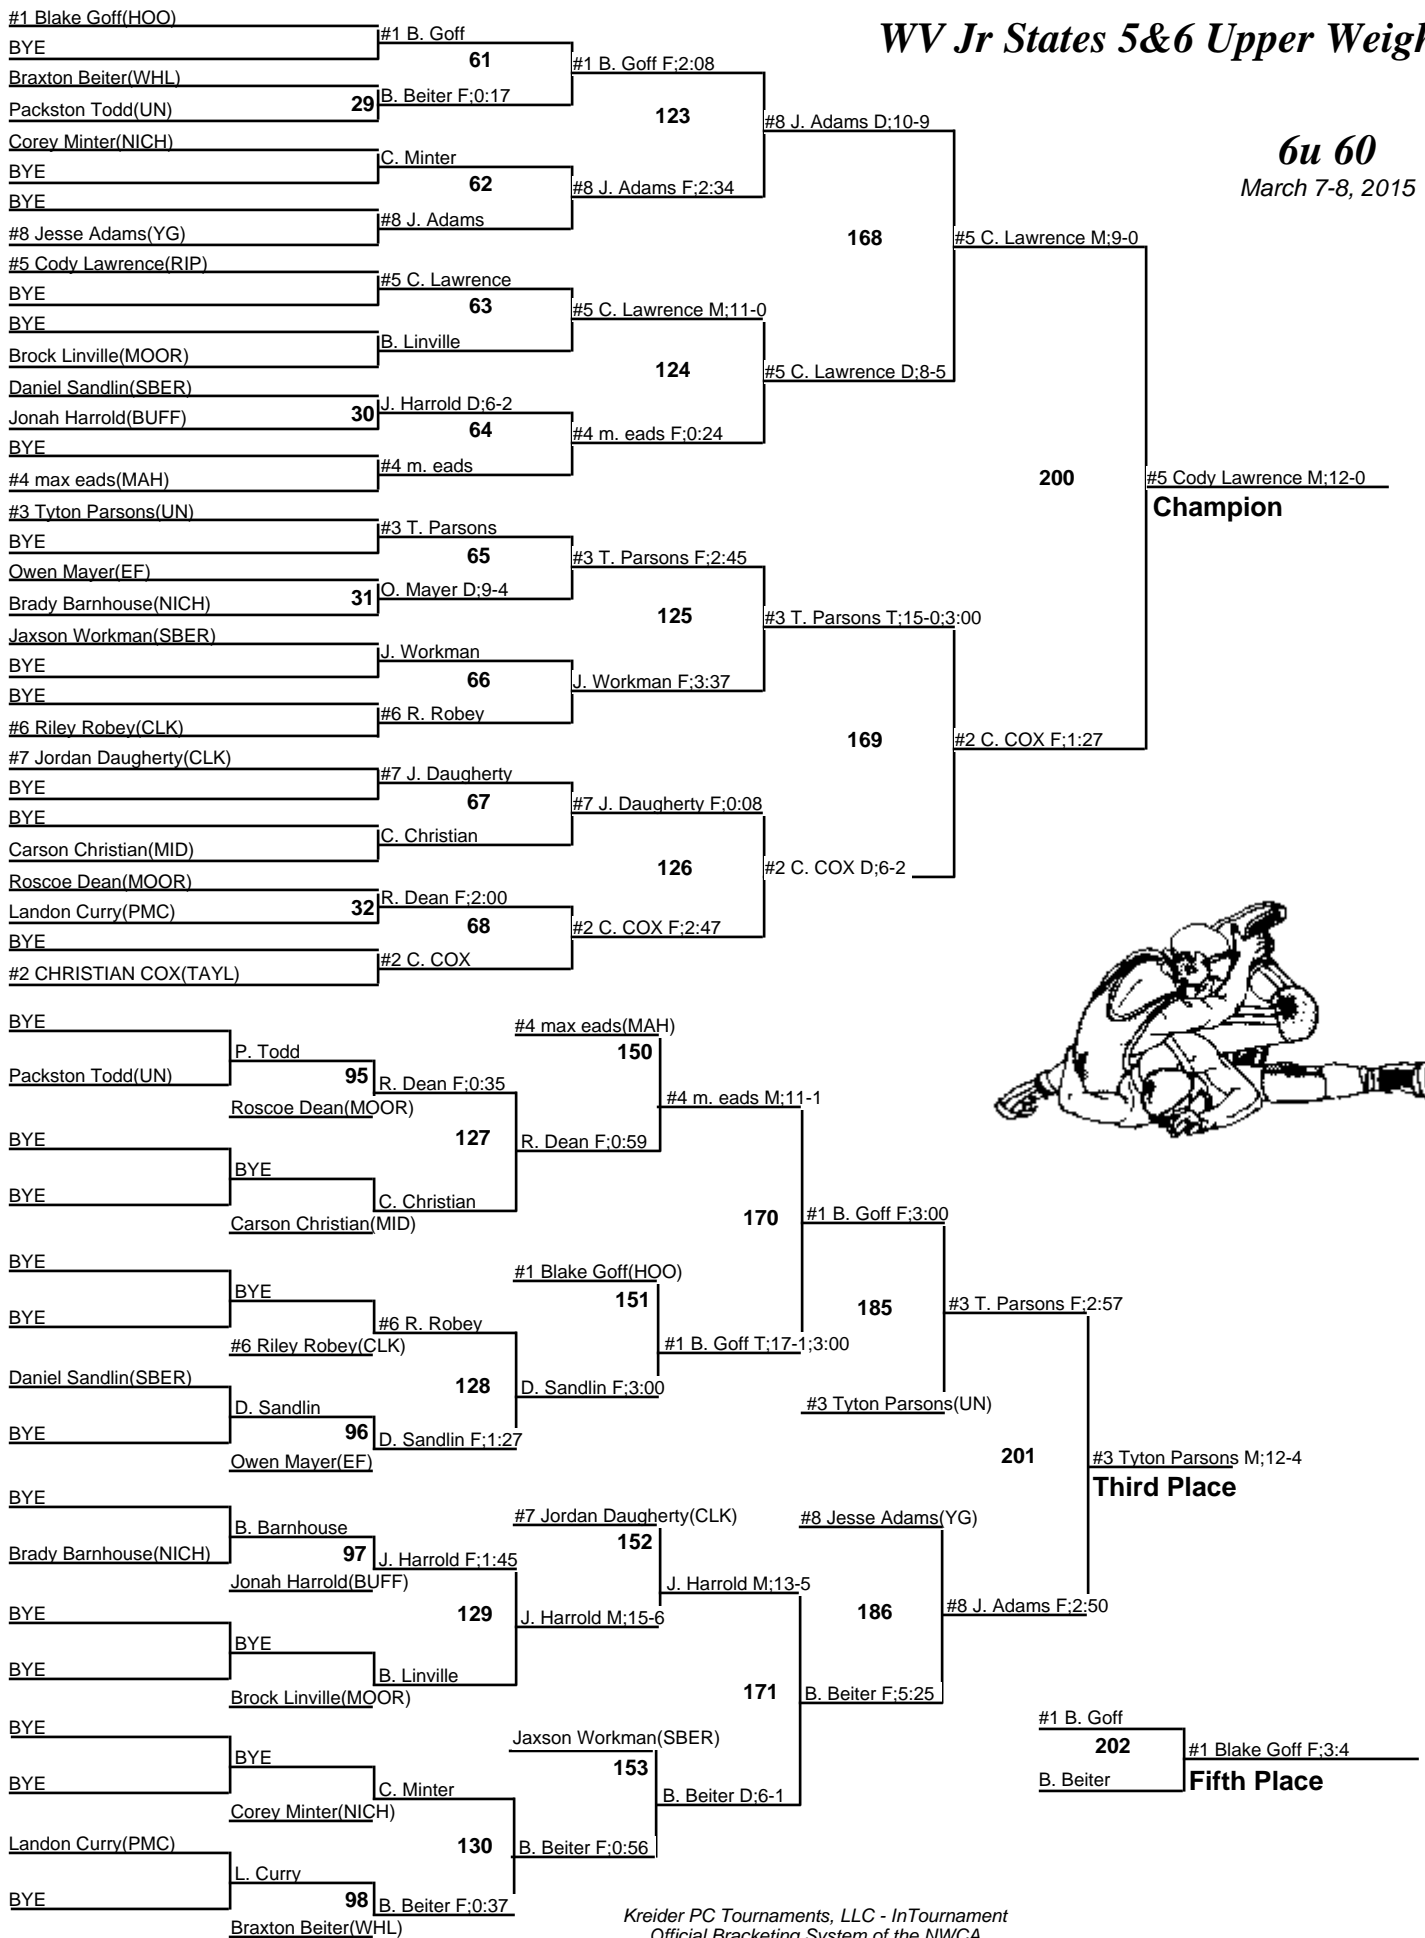 WV Jr States 5&6 Upper Weigh
6u 60
March 7-8, 2015
#1 Blake Goff(HOO)
BYE
Braxton Beiter(WHL)
Packston Todd(UN)
Corey Minter(NICH)
BYE
BYE
#8 Jesse Adams(YG)
#5 Cody Lawrence(RIP)
BYE
BYE
Brock Linville(MOOR)
Daniel Sandlin(SBER)
Jonah Harrold(BUFF)
BYE
#4 max eads(MAH)
#3 Tyton Parsons(UN)
BYE
Owen Mayer(EF)
Brady Barnhouse(NICH)
Jaxson Workman(SBER)
BYE
BYE
#6 Riley Robey(CLK)
#7 Jordan Daugherty(CLK)
BYE
BYE
Carson Christian(MID)
Roscoe Dean(MOOR)
Landon Curry(PMC)
BYE
#2 CHRISTIAN COX(TAYL)
29
30
31
32
#1 B. Goff
61
B. Beiter F;0:17
C. Minter
62
#8 J. Adams
#5 C. Lawrence
63
B. Linville
J. Harrold D;6-2
64
#4 m. eads
#3 T. Parsons
65
O. Mayer D;9-4
J. Workman
66
#6 R. Robey
#7 J. Daugherty
67
C. Christian
R. Dean F;2:00
68
#2 C. COX
#1 B. Goff F;2:08
123
#8 J. Adams F;2:34
#5 C. Lawrence M;11-0
124
#4 m. eads F;0:24
#3 T. Parsons F;2:45
125
J. Workman F;3:37
#7 J. Daugherty F;0:08
126
#2 C. COX F;2:47
#8 J. Adams D;10-9
168
#5 C. Lawrence D;8-5
#3 T. Parsons T;15-0;3:00
169
#2 C. COX D;6-2
#5 C. Lawrence M;9-0
200
#2 C. COX F;1:27
#5 Cody Lawrence M;12-0
Champion
BYE
Packston Todd(UN)
BYE
BYE
BYE
BYE
Daniel Sandlin(SBER)
BYE
BYE
Brady Barnhouse(NICH)
BYE
BYE
BYE
BYE
Landon Curry(PMC)
BYE
P. Todd
95
Roscoe Dean(MOOR)
BYE
Carson Christian(MID)
BYE
#6 Riley Robey(CLK)
D. Sandlin
96
Owen Mayer(EF)
B. Barnhouse
97
Jonah Harrold(BUFF)
BYE
Brock Linville(MOOR)
BYE
Corey Minter(NICH)
L. Curry
98
Braxton Beiter(WHL)
R. Dean F;0:35
127
C. Christian
#6 R. Robey
128
D. Sandlin F;1:27
J. Harrold F;1:45
129
B. Linville
C. Minter
130
B. Beiter F;0:37
#4 max eads(MAH)
150
R. Dean F;0:59
#1 Blake Goff(HOO)
151
D. Sandlin F;3:00
#7 Jordan Daugherty(CLK)
152
J. Harrold M;15-6
Jaxson Workman(SBER)
153
B. Beiter F;0:56
#4 m. eads M;11-1
170
#1 B. Goff T;17-1;3:00
J. Harrold M;13-5
171
B. Beiter D;6-1
#1 B. Goff F;3:00
185
#3 Tyton Parsons(UN)
#8 Jesse Adams(YG)
186
B. Beiter F;5:25
#3 T. Parsons F;2:57
201
#8 J. Adams F;2:50
#3 Tyton Parsons M;12-4
Third Place
#1 B. Goff
202
B. Beiter
#1 Blake Goff F;3:4
Fifth Place
Kreider PC Tournaments, LLC - InTournament
Official Bracketing System of the NWCA